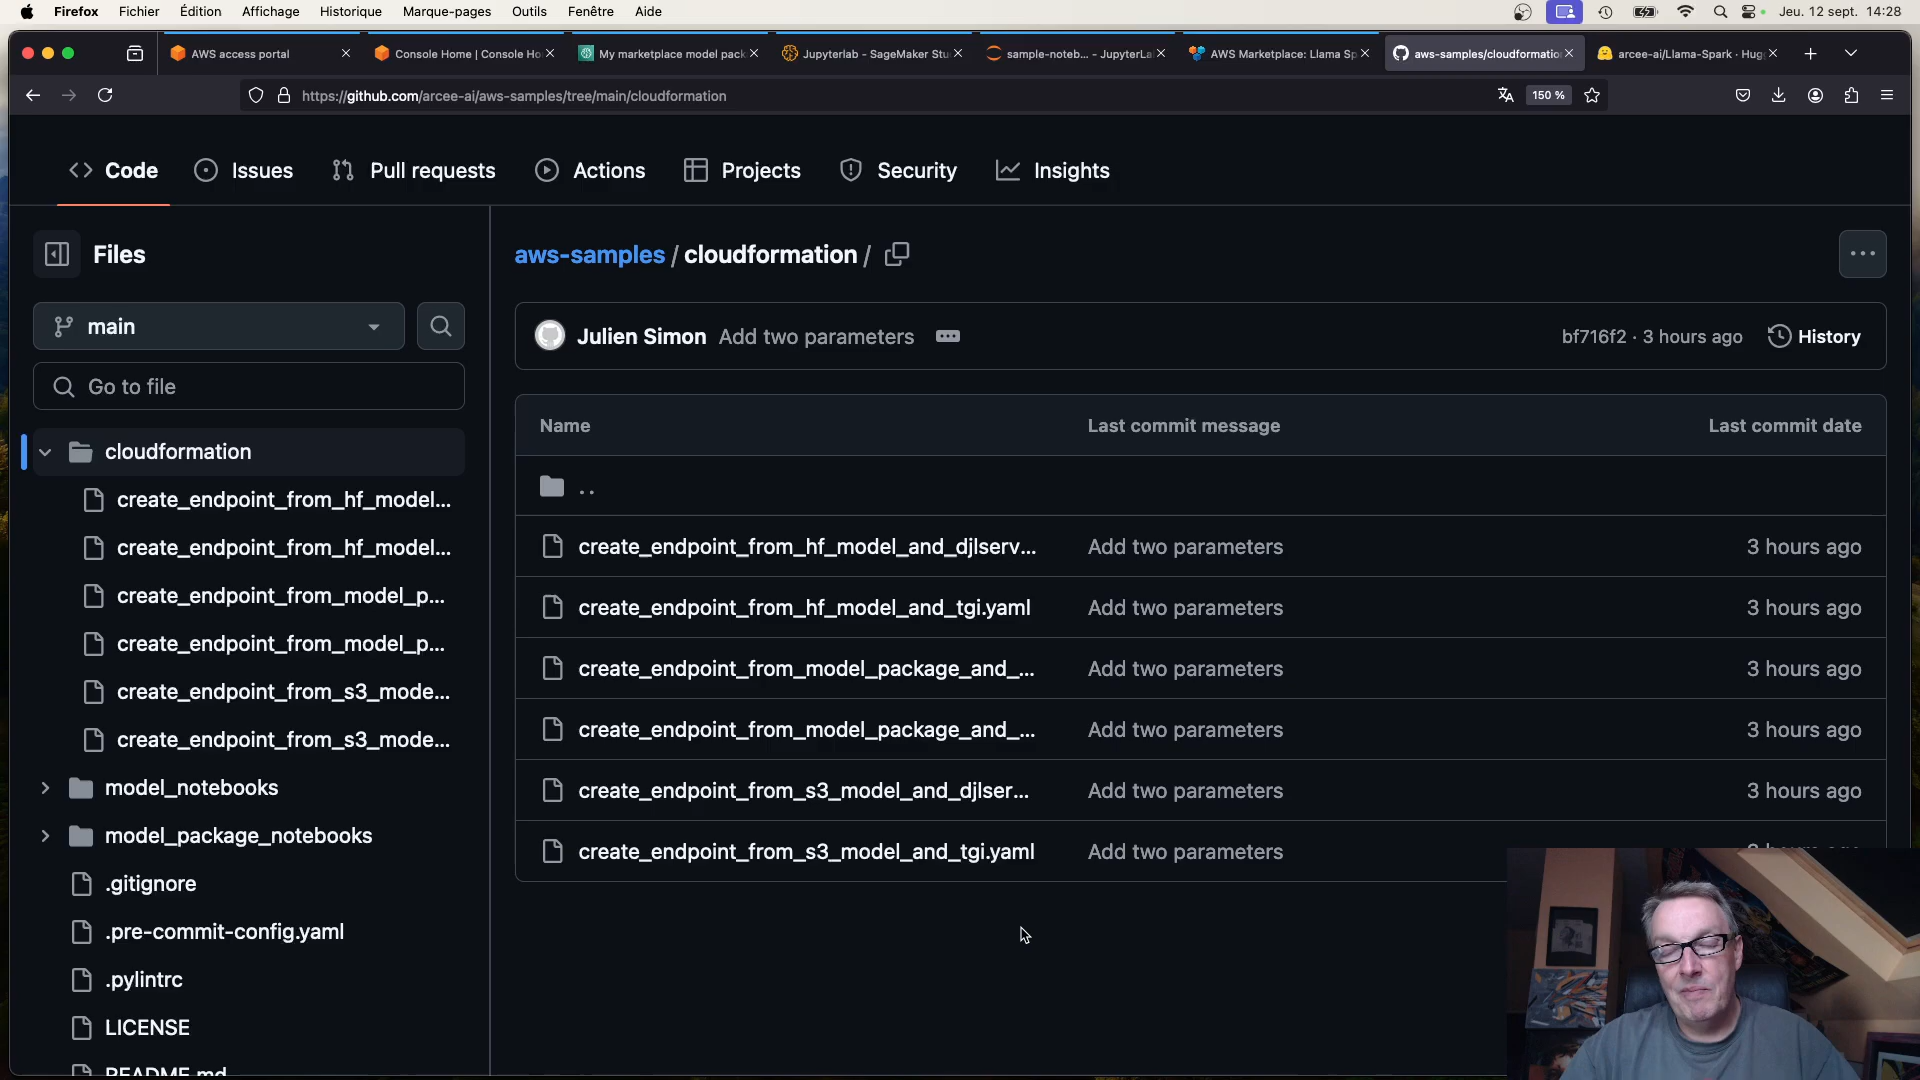 Firefox Fichier Édition Affichage Historique Marque-pages Outils Fenêtre Aide Jeu. 12 sept. 14:28
AWS access portal Console Home | Console Ho My marketplace model pack Jupyterlab - SageMaker Stu sample-noteb... - JupyterLa AWS Marketplace: Llama Sp aws-samples/cloudformatio arcee-ai/Llama-Spark · Hug
https://github.com/arcee-ai/aws-samples/tree/main/cloudformation 150 %
Code Issues Pull requests Actions Projects Security Insights
Files
main
Go to file
cloudformation
create_endpoint_from_hf_model...
create_endpoint_from_hf_model...
create_endpoint_from_model_p...
create_endpoint_from_model_p...
create_endpoint_from_s3_mode...
create_endpoint_from_s3_mode...
model_notebooks
model_package_notebooks
.gitignore
.pre-commit-config.yaml
.pylintrc
LICENSE
README.md
aws-samples / cloudformation /
Julien Simon Add two parameters bf716f2 · 3 hours ago History
Name Last commit message Last commit date
..
create_endpoint_from_hf_model_and_djlserv... Add two parameters 3 hours ago
create_endpoint_from_hf_model_and_tgi.yaml Add two parameters 3 hours ago
create_endpoint_from_model_package_and_... Add two parameters 3 hours ago
create_endpoint_from_model_package_and_... Add two parameters 3 hours ago
create_endpoint_from_s3_model_and_djlser... Add two parameters 3 hours ago
create_endpoint_from_s3_model_and_tgi.yaml Add two parameters